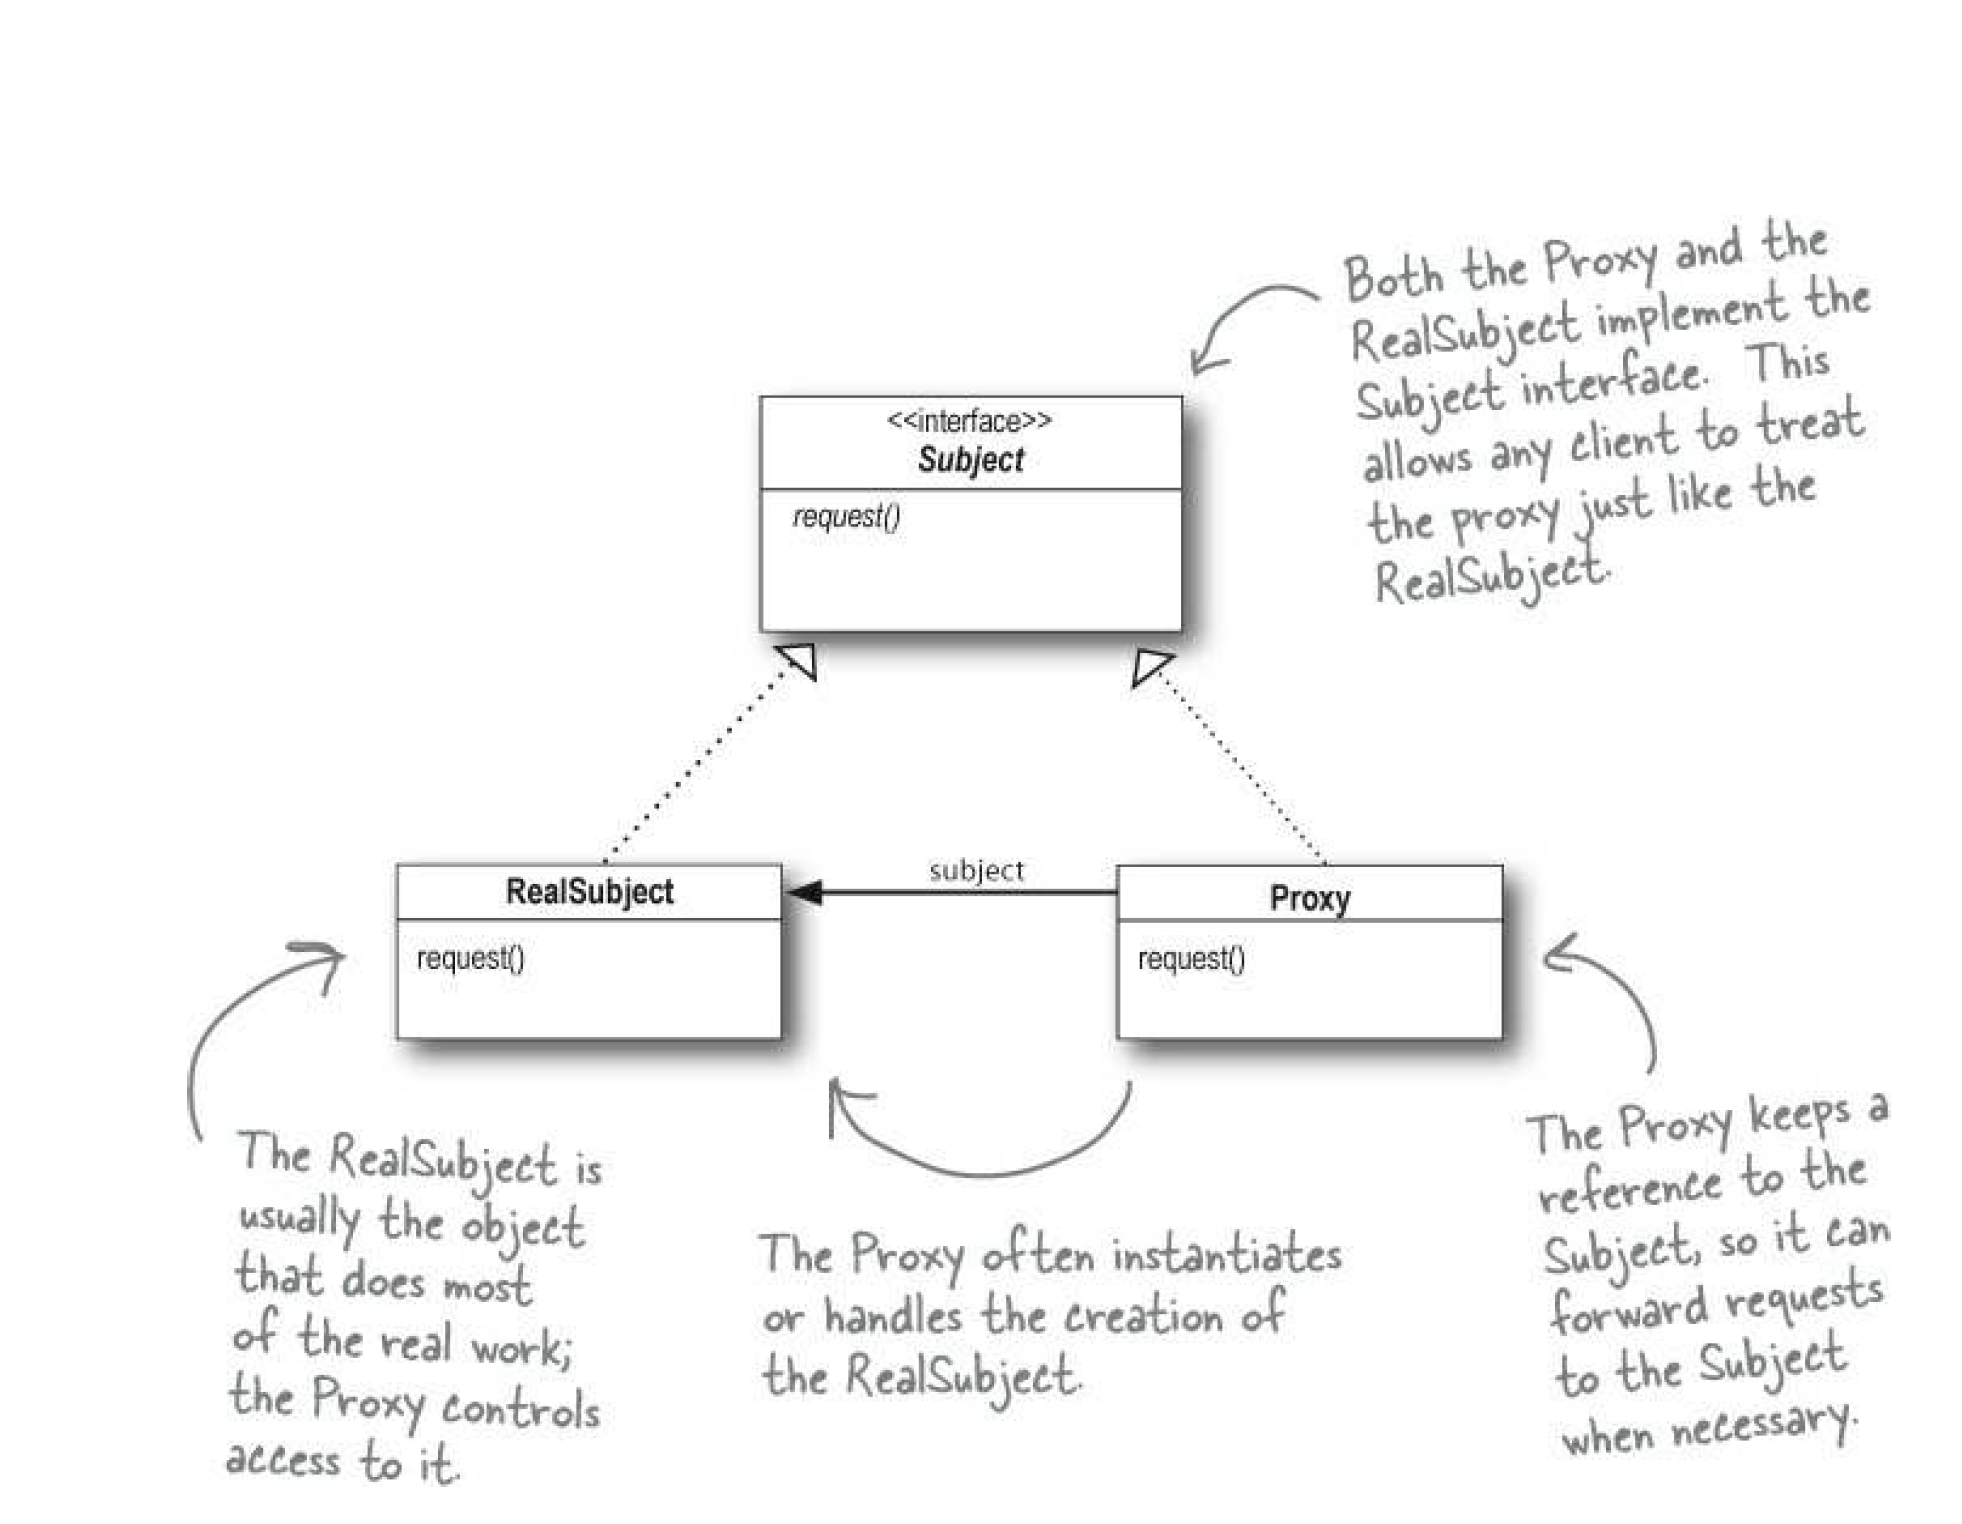 Both the Proxy and the
RealSubject implement the
Subject interface. This
allows any client to treat
the proxy just like the
RealSubject.
<<interface>>
Subject
request()
RealSubject
request()
subject
Proxy
request()
The RealSubject is
usually the object
that does most
of the real work;
the Proxy controls
access to it.
The Proxy often instantiates
or handles the creation of
the RealSubject.
The Proxy keeps a
reference to the
Subject, so it can
forward requests
to the Subject
when necessary.